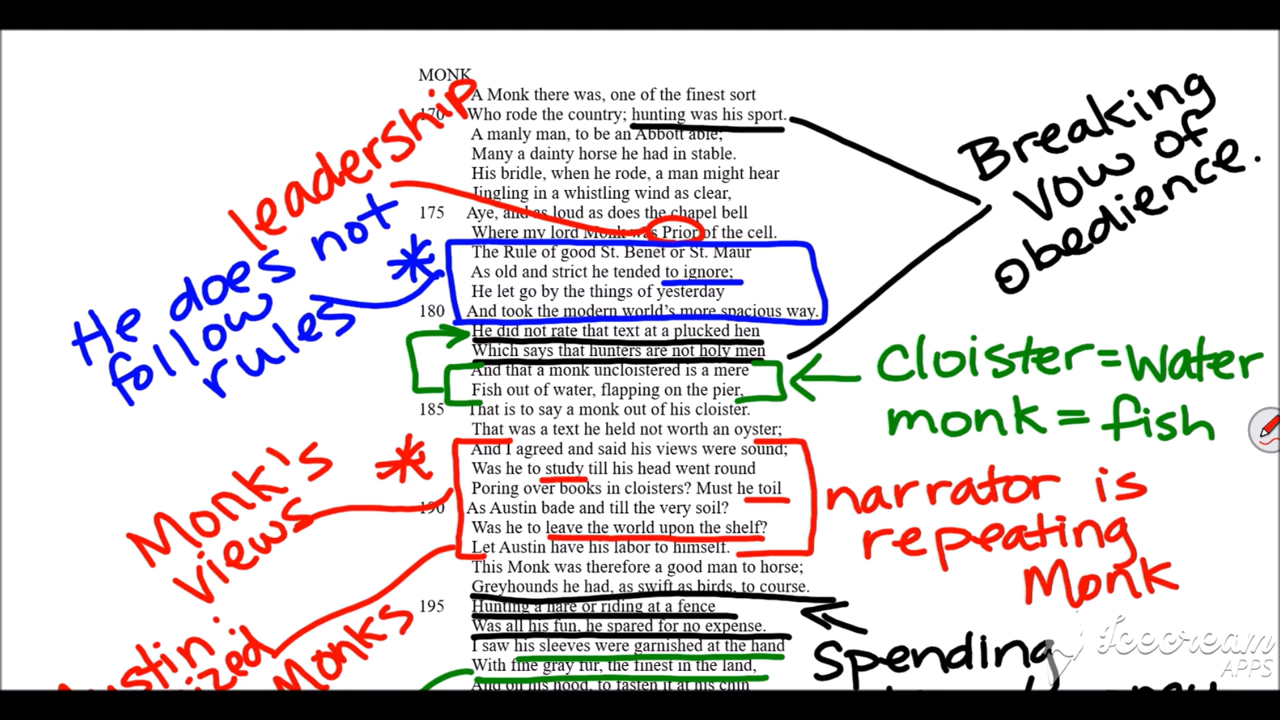 MONK
A Monk there was, one of the finest sort
170 Who rode the country; hunting was his sport.
A manly man, to be an Abbott able;
Many a dainty horse he had in stable.
His bridle, when he rode, a man might hear
Jingling in a whistling wind as clear,
175 Aye, and as loud as does the chapel bell
Where my lord Monk was Prior of the cell.
The Rule of good St. Benet or St. Maur
As old and strict he tended to ignore;
He let go by the things of yesterday
180 And took the modern world's more spacious way.
He did not rate that text at a plucked hen
Which says that hunters are not holy men
And that a monk uncloistered is a mere
Fish out of water, flapping on the pier,
185 That is to say a monk out of his cloister.
That was a text he held not worth an oyster;
And I agreed and said his views were sound;
Was he to study till his head went round
Poring over books in cloisters? Must he toil
190 As Austin bade and till the very soil?
Was he to leave the world upon the shelf?
Let Austin have his labor to himself.
This Monk was therefore a good man to horse;
Greyhounds he had, as swift as birds, to course.
195 Hunting a hare or riding at a fence
Was all his fun, he spared for no expense.
I saw his sleeves were garnished at the hand
With fine gray fur, the finest in the land,
And on his hood, to fasten it at his chin
leadership
He does not
follow
rules
*
Monk's
views
*
Monks
Breaking
vow of
obedience.
cloister = water
monk = fish
narrator is
repeating
Monk
Spending
Icecream
APPS